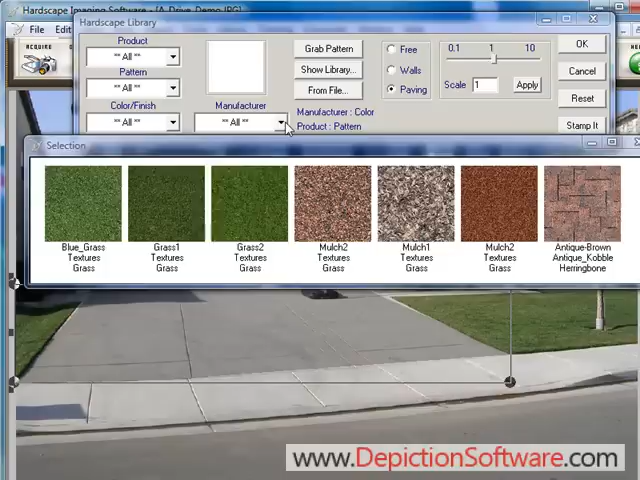 Hardscape Imaging Software - [A_Drive_Demo.JPG]
File Edit
ACQUIRE
Hardscape Library
Product
** All **
Pattern
** All **
Color/Finish
** All **
Manufacturer
** All **
Grab Pattern
Show Library...
From File...
Manufacturer : Color
Product : Pattern
Free
Walls
Paving
0.1 1 10
Scale 1 Apply
OK
Cancel
Reset
Stamp It
Selection
Blue_Grass
Textures
Grass
Grass1
Textures
Grass
Grass2
Textures
Grass
Mulch2
Textures
Grass
Mulch1
Textures
Grass
Mulch2
Textures
Grass
Antique-Brown
Antique_Kobble
Herringbone
www.DepictionSoftware.com